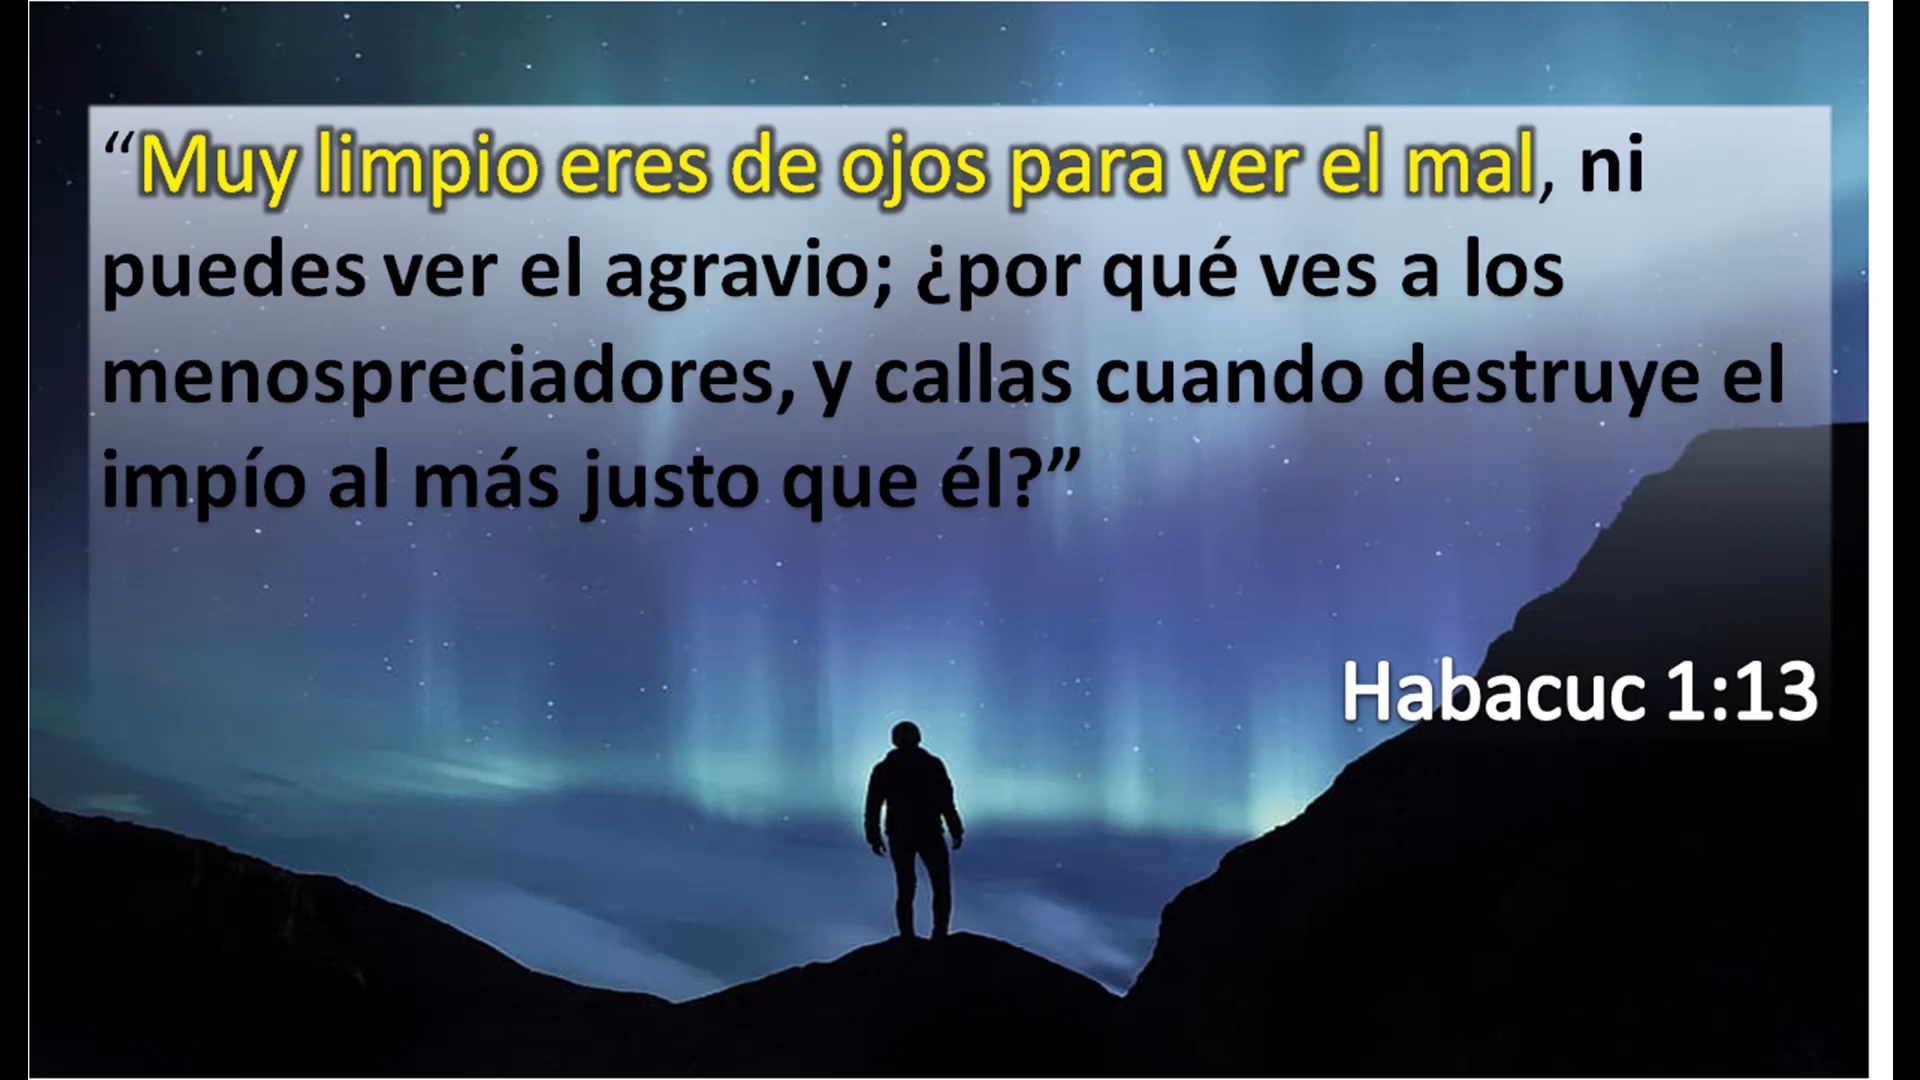 “Muy limpio eres de ojos para ver el mal, ni
puedes ver el agravio; ¿por qué ves a los
menospreciadores, y callas cuando destruye el
impío al más justo que él?”
Habacuc 1:13